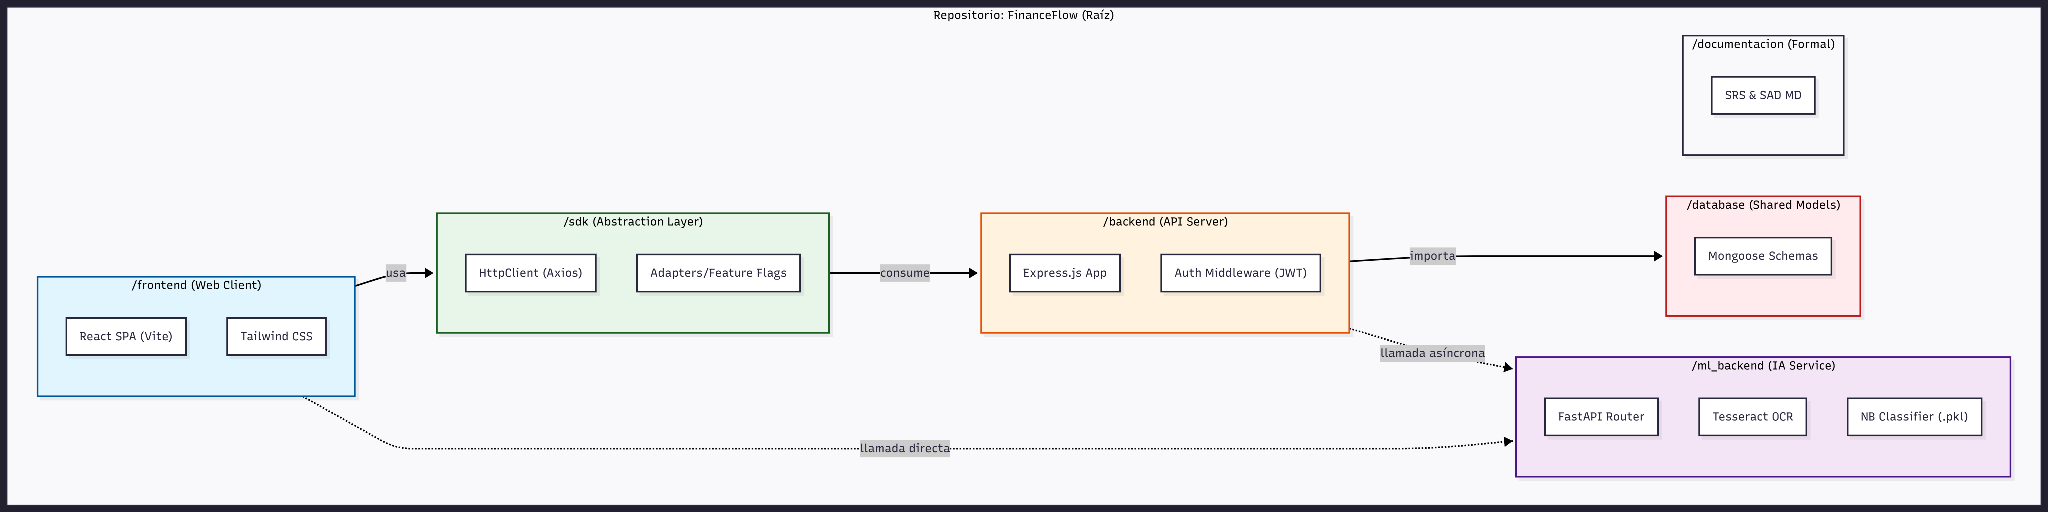 Repositorio: FinanceFlow (Raíz)
/documentacion (Formal)
SRS & SAD MD
/database (Shared Models)
Mongoose Schemas
/sdk (Abstraction Layer)
HttpClient (Axios)
Adapters/Feature Flags
/backend (API Server)
Express.js App
Auth Middleware (JWT)
importa
usa
consume
/frontend (Web Client)
React SPA (Vite)
Tailwind CSS
llamada asíncrona
/ml_backend (IA Service)
FastAPI Router
Tesseract OCR
NB Classifier (.pkl)
llamada directa